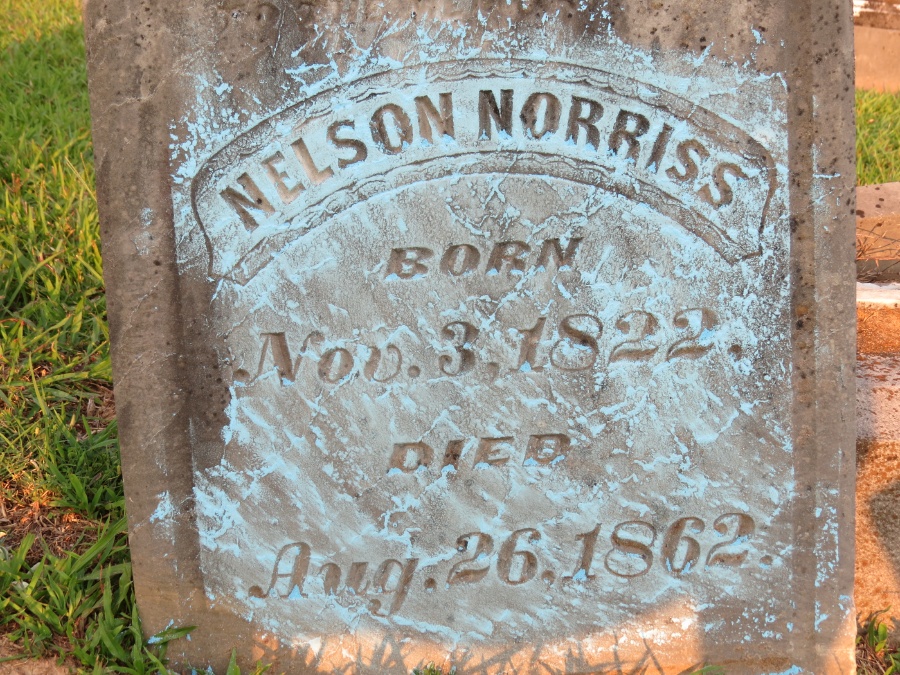 NELSON NORRISS
BORN
Nov. 3, 1822.
DIED
Aug. 26, 1862.